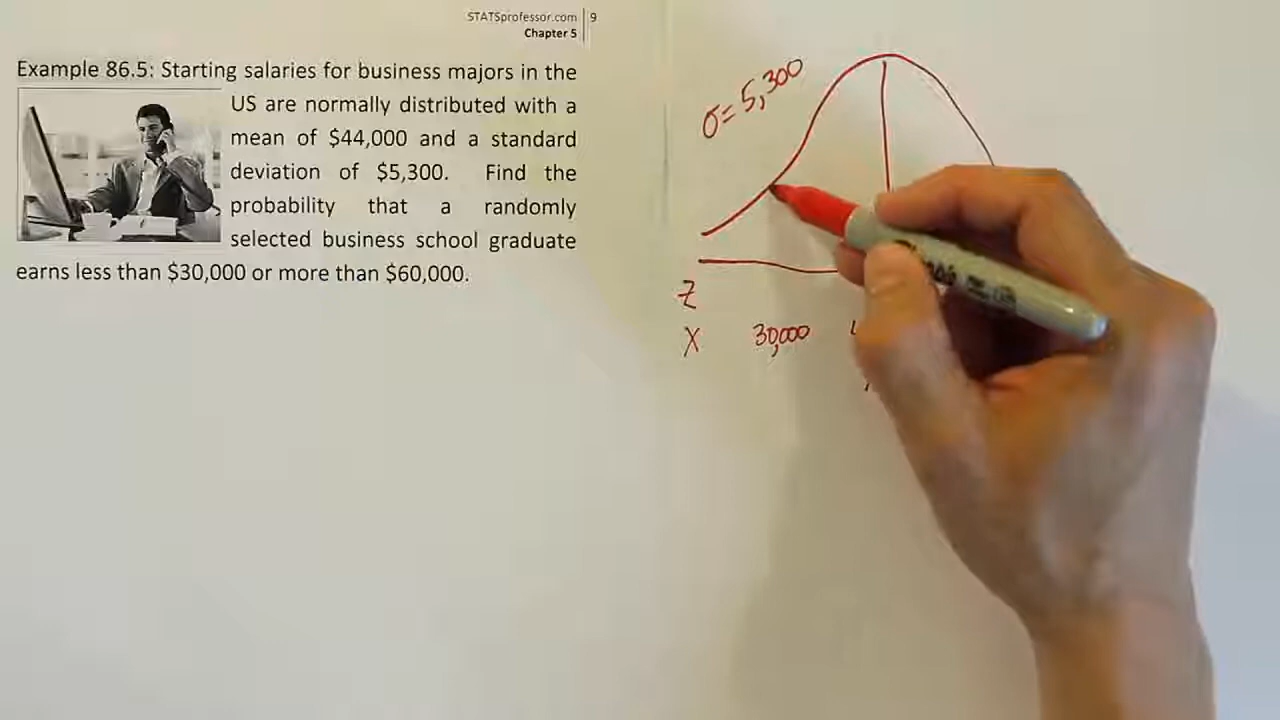 STATSprofessor.com 9
Chapter 5
Example 86.5: Starting salaries for business majors in the
US are normally distributed with a
mean of $44,000 and a standard
deviation of $5,300. Find the
probability that a randomly
selected business school graduate
earns less than $30,000 or more than $60,000.
σ=5,300
Z
X 30,000